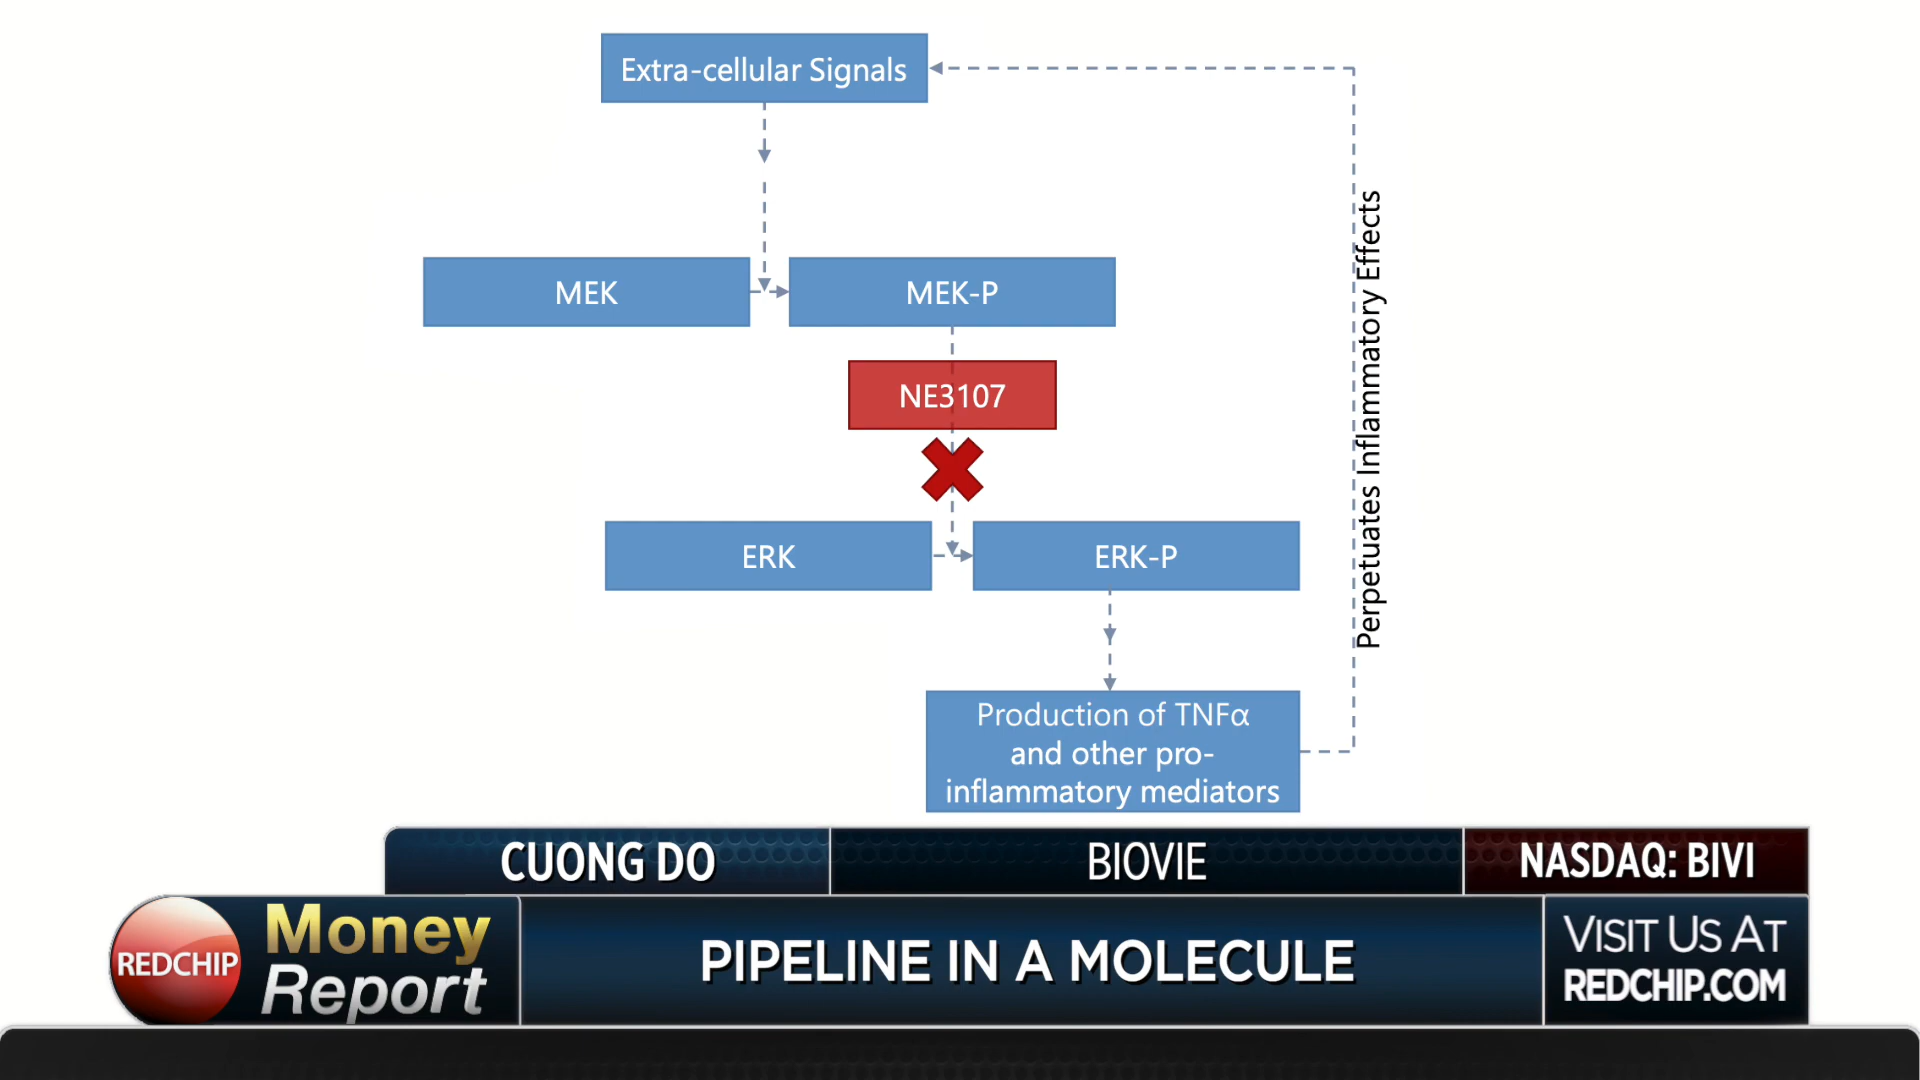 Extra-cellular Signals
MEK
MEK-P
NE3107
ERK
ERK-P
Production of TNFα
and other pro-
inflammatory mediators
Perpetuates Inflammatory Effects
CUONG DO
BIOVIE
NASDAQ: BIVI
REDCHIP
Money
Report
PIPELINE IN A MOLECULE
VISIT US AT
REDCHIP.COM